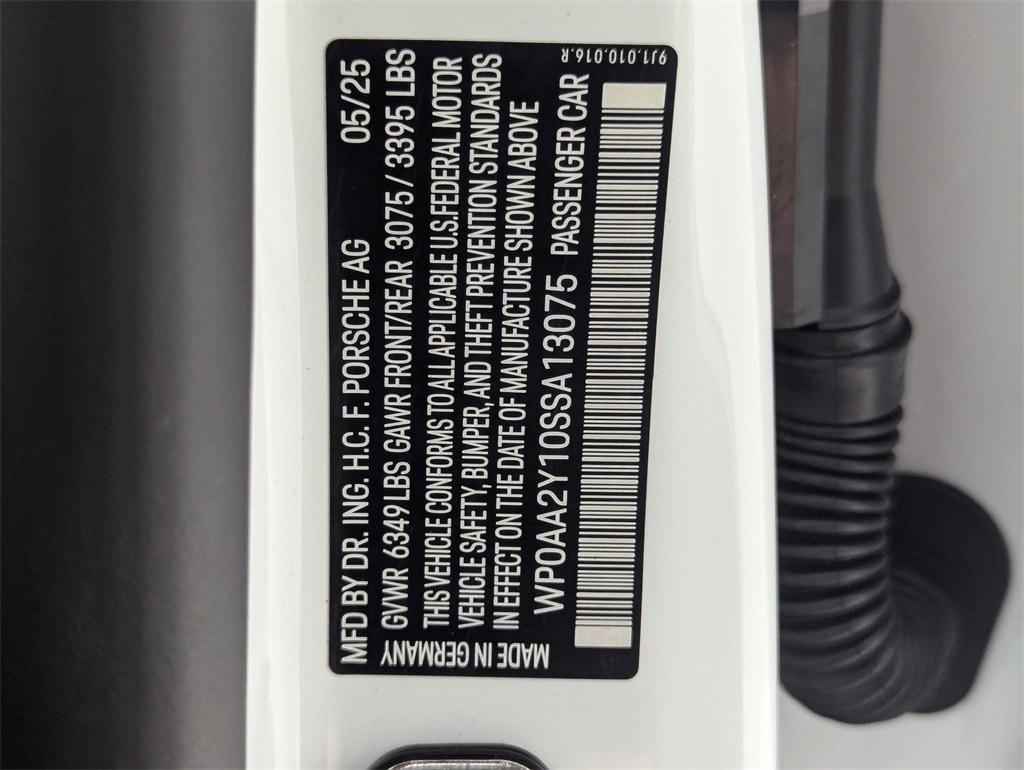 MFD BY DR. ING. H.C. F. PORSCHE AG 05/25
GVWR 6349 LBS GAWR FRONT/REAR 3075 / 3395 LBS
THIS VEHICLE CONFORMS TO ALL APPLICABLE U.S.FEDERAL MOTOR
VEHICLE SAFETY, BUMPER, AND THEFT PREVENTION STANDARDS
IN EFFECT ON THE DATE OF MANUFACTURE SHOWN ABOVE
WP0AA2Y10SSA13075 PASSENGER CAR
MADE IN GERMANY
9J1.010.016.R